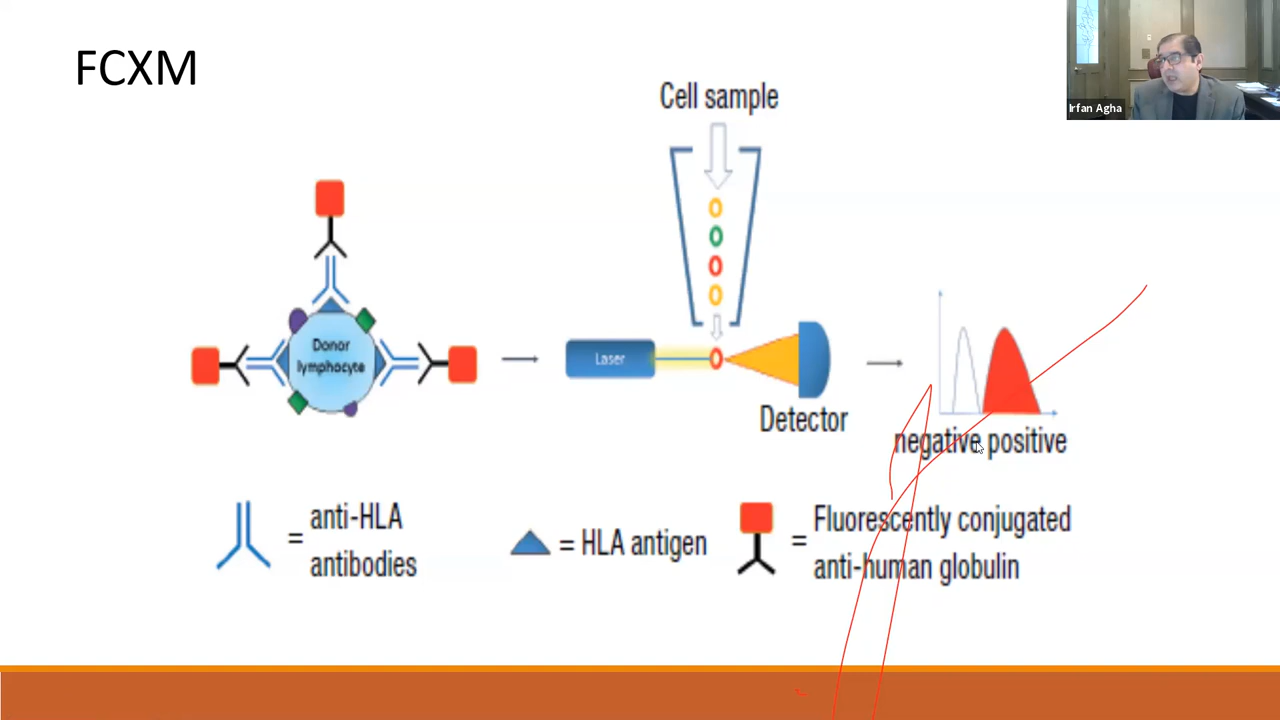 FCXM
Irfan Agha
Cell sample
Donor
lymphocyte
Laser
Detector
negative positive
= anti-HLA
antibodies
= HLA antigen
= Fluorescently conjugated
anti-human globulin